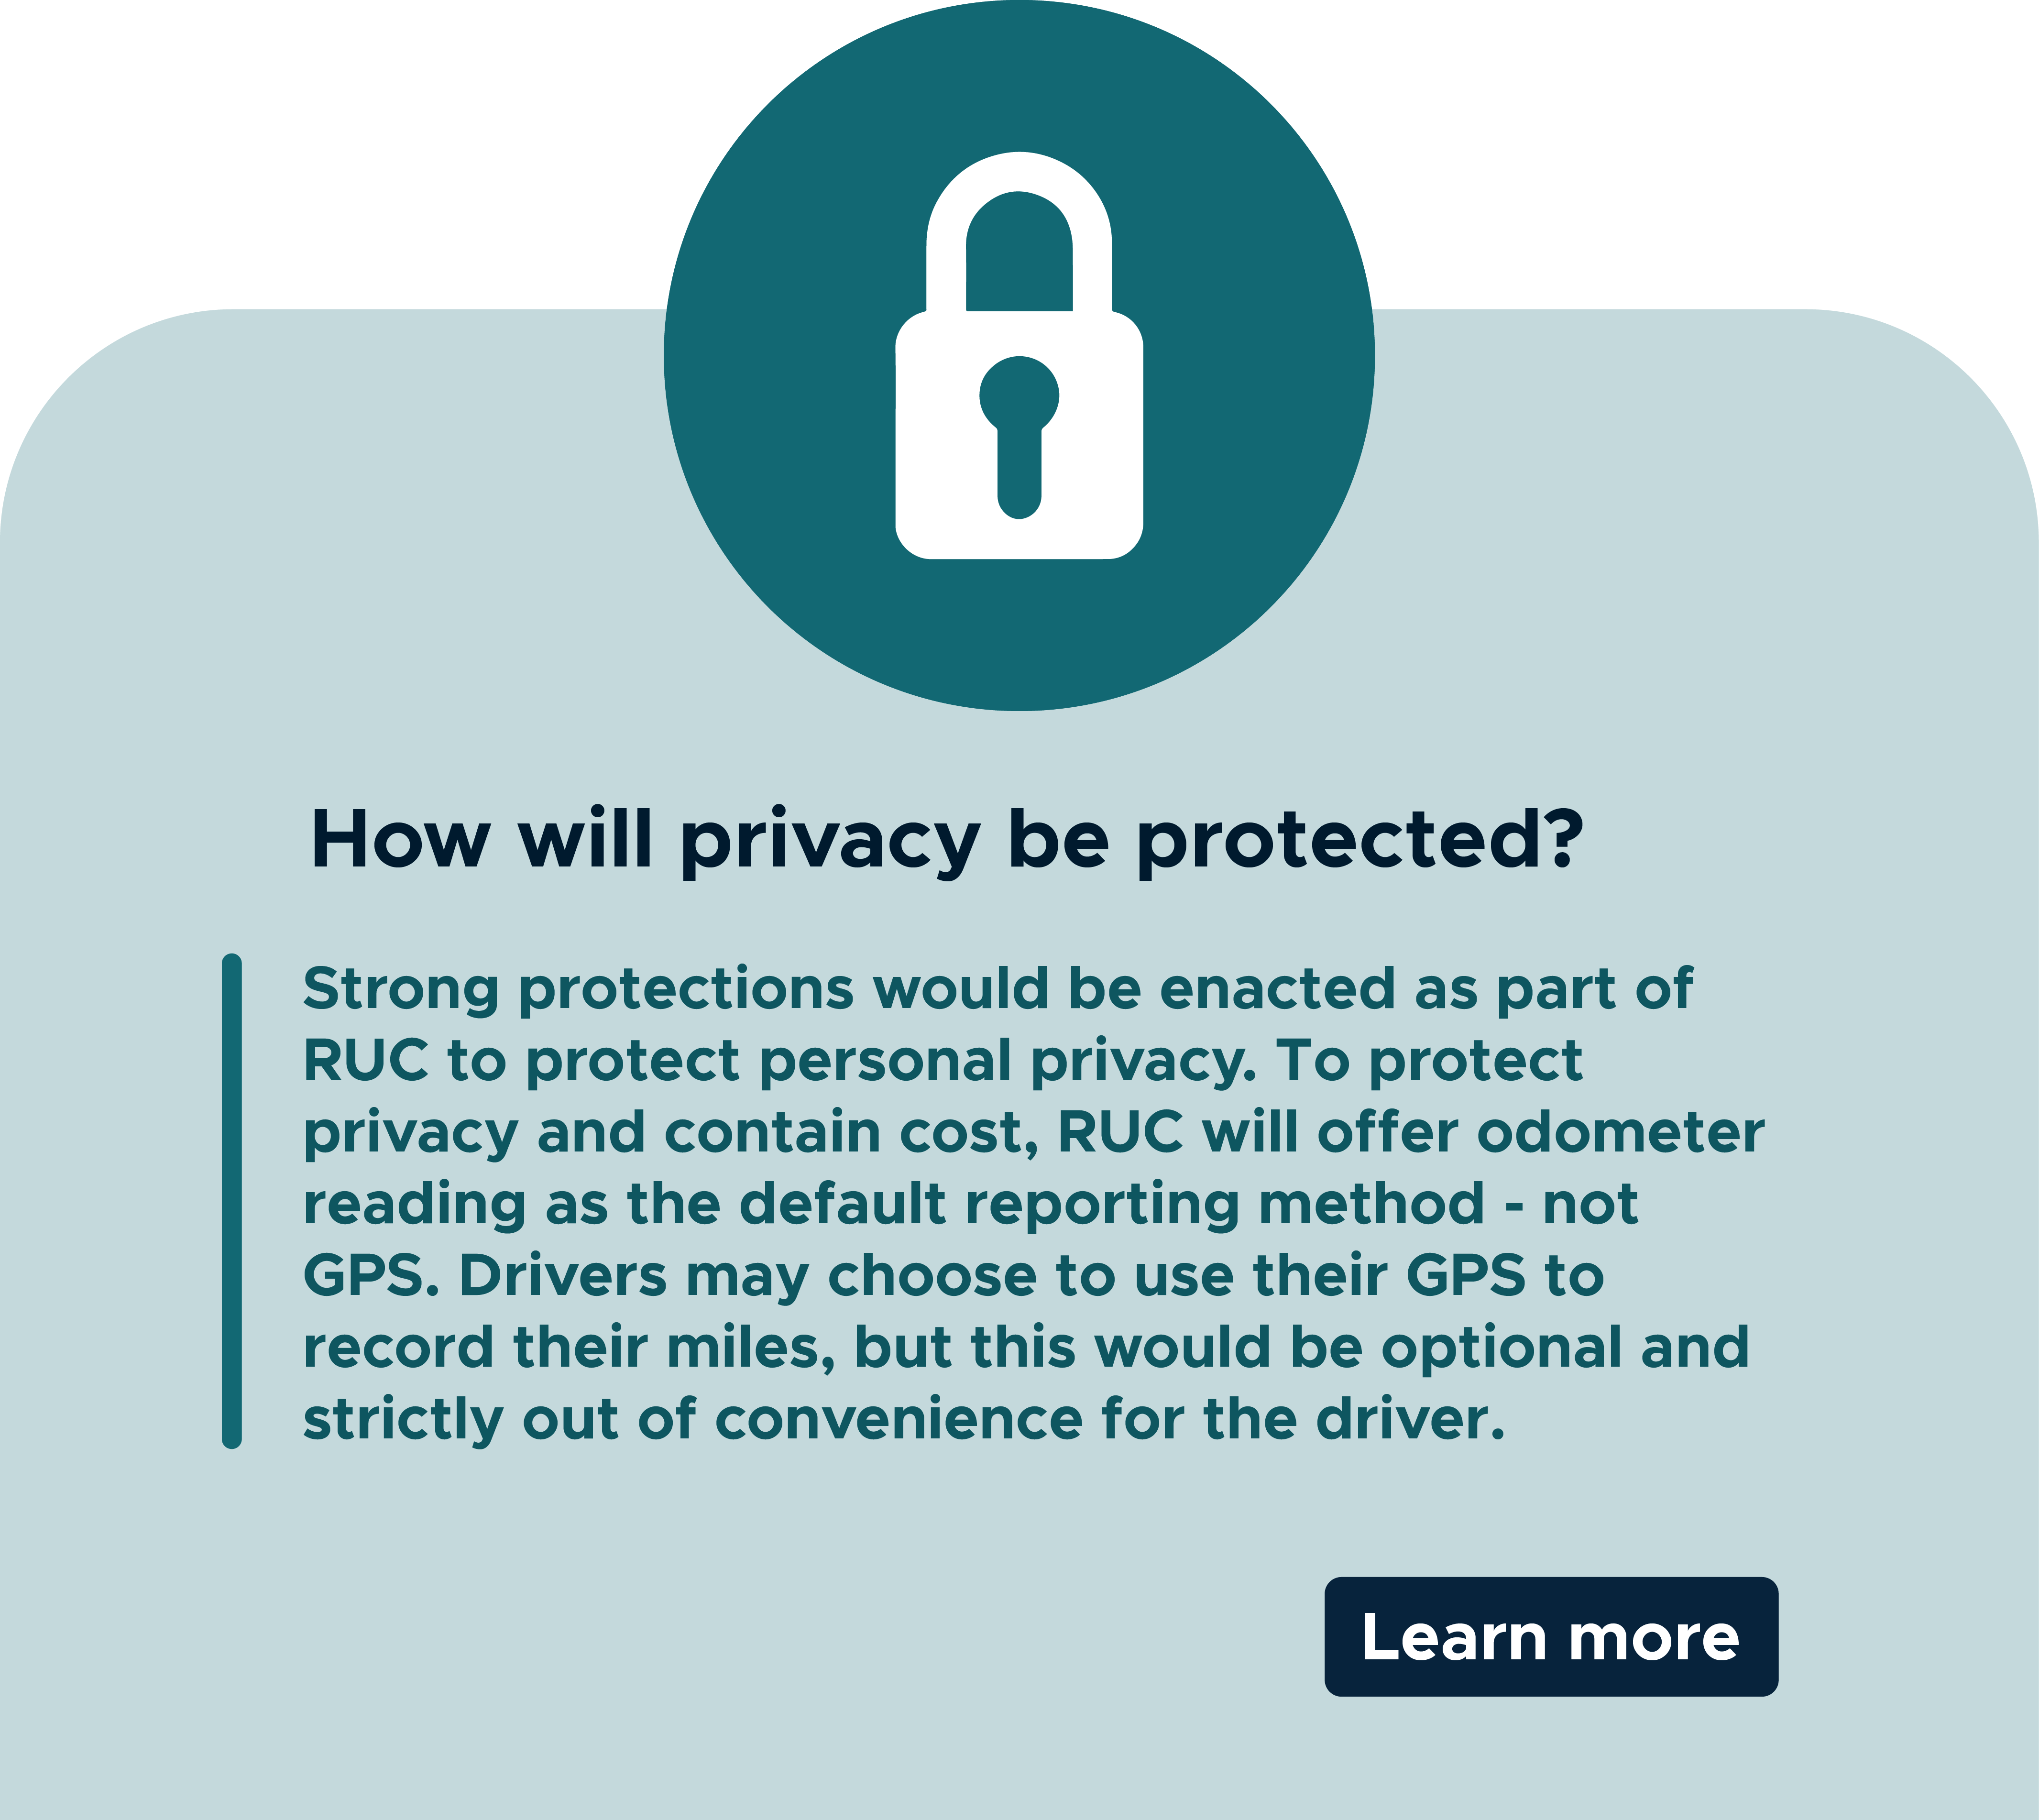 How will privacy be protected?
Strong protections would be enacted as part of
RUC to protect personal privacy. To protect
privacy and contain cost, RUC will offer odometer
reading as the default reporting method - not
GPS. Drivers may choose to use their GPS to
record their miles, but this would be optional and
strictly out of convenience for the driver.
Learn more